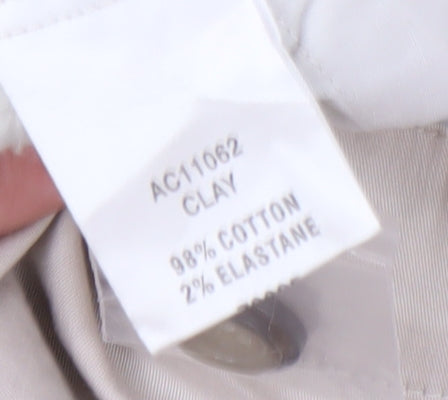 AC11062
CLAY
98% COTTON
2% ELASTANE